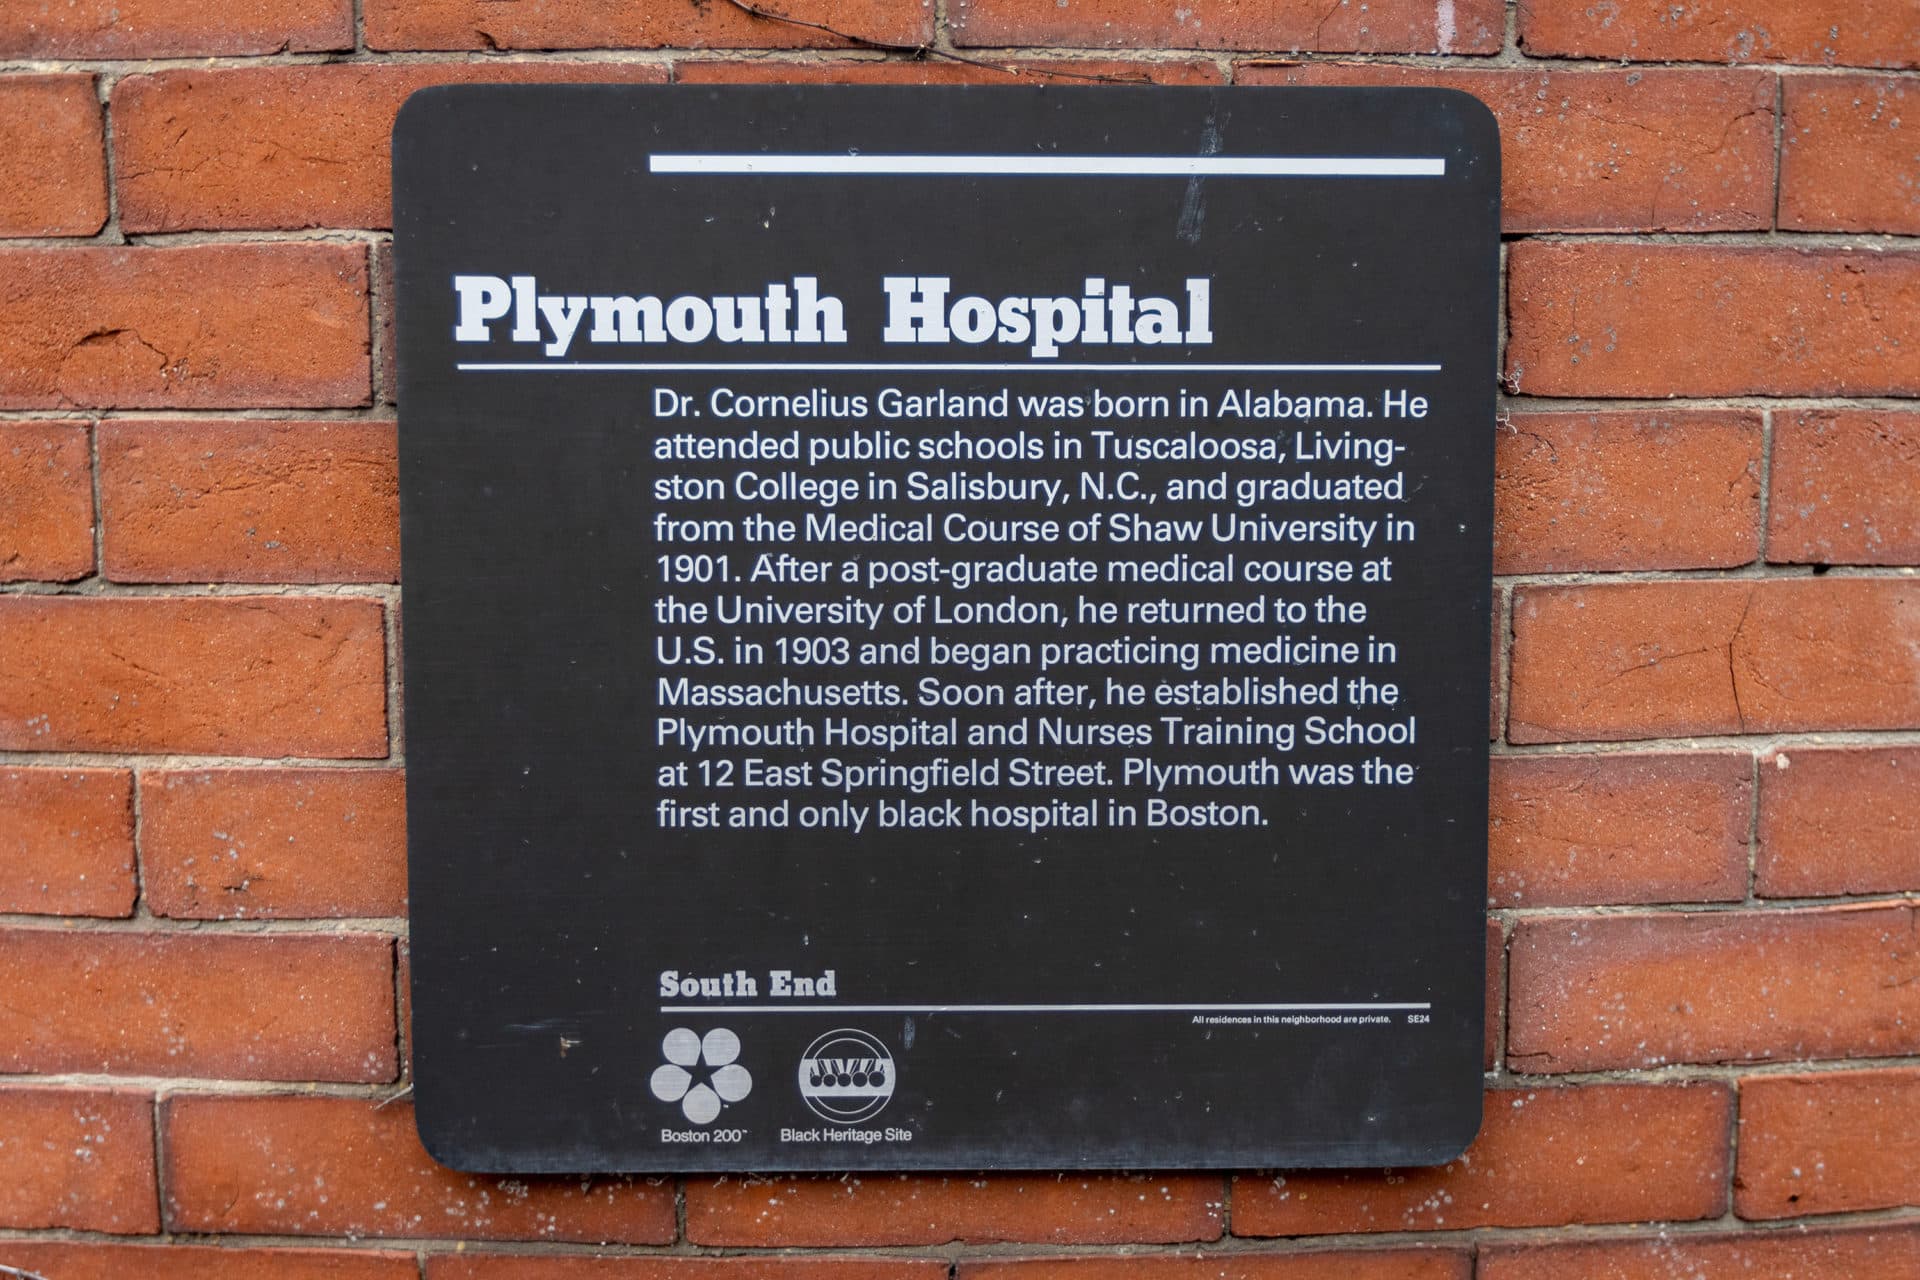 Plymouth Hospital
Dr. Cornelius Garland was born in Alabama. He
attended public schools in Tuscaloosa, Living-
ston College in Salisbury, N.C., and graduated
from the Medical Course of Shaw University in
1901. After a post-graduate medical course at
the University of London, he returned to the
U.S. in 1903 and began practicing medicine in
Massachusetts. Soon after, he established the
Plymouth Hospital and Nurses Training School
at 12 East Springfield Street. Plymouth was the
first and only black hospital in Boston.
South End
All residences in this neighborhood are private. SE24
Boston 200™ Black Heritage Site